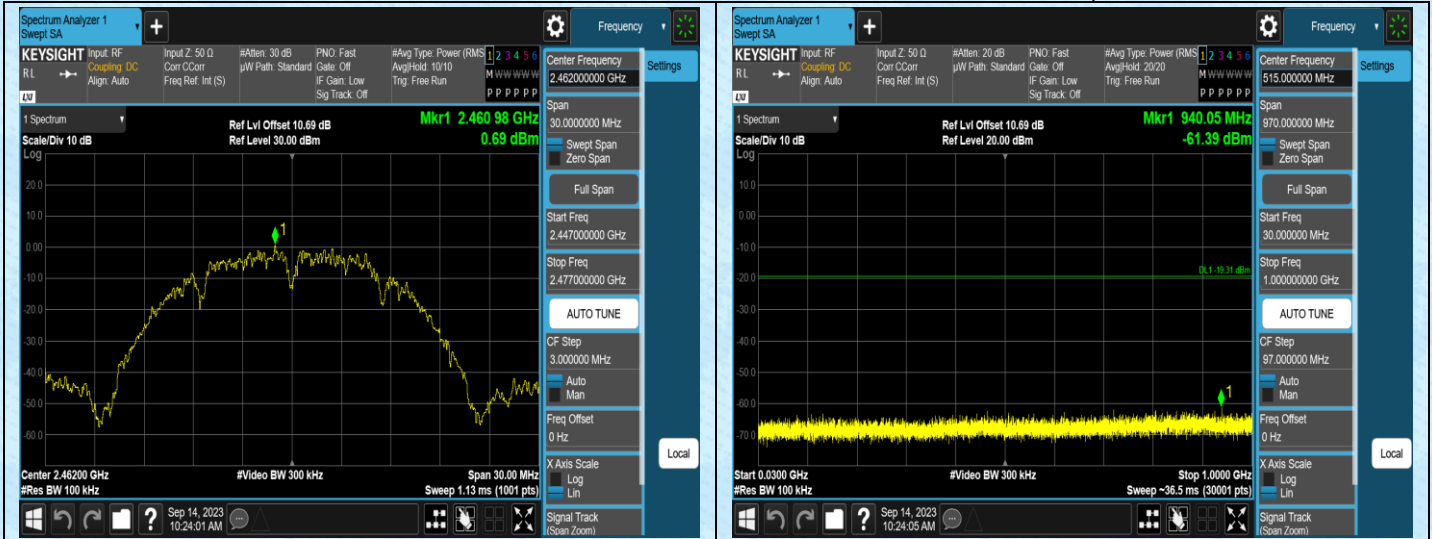 Spectrum Analyzer 1
Swept SA
+
Frequency
KEYSIGHT
RL
LXI
Input: RF
Coupling: DC
Align: Auto
Input Z: 50 Ω
Corr CCorr
Freq Ref: Int (S)
#Atten: 30 dB
µW Path: Standard
PNO: Fast
Gate: Off
IF Gain: Low
Sig Track: Off
#Avg Type: Power (RMS
Avg|Hold: 10/10
Trig: Free Run
1 2 3 4 5 6
M W W W W W
P P P P P P
Center Frequency
2.462000000 GHz
Settings
1 Spectrum
Scale/Div 10 dB
Log
Ref Lvl Offset 10.69 dB
Ref Level 30.00 dBm
Mkr1 2.460 98 GHz
0.69 dBm
Span
30.0000000 MHz
Swept Span
Zero Span
Full Span
Start Freq
2.447000000 GHz
Stop Freq
2.477000000 GHz
AUTO TUNE
CF Step
3.000000 MHz
Auto
Man
Freq Offset
0 Hz
X Axis Scale
Log
Lin
Signal Track
(Span Zoom)
Local
20.0
10.0
0.00
-10.0
-20.0
-30.0
-40.0
-50.0
-60.0
1
Center 2.46200 GHz
#Res BW 100 kHz
#Video BW 300 kHz
Span 30.00 MHz
Sweep 1.13 ms (1001 pts)
?
Sep 14, 2023
10:24:01 AM
Spectrum Analyzer 1
Swept SA
+
Frequency
KEYSIGHT
RL
LXI
Input: RF
Coupling: DC
Align: Auto
Input Z: 50 Ω
Corr CCorr
Freq Ref: Int (S)
#Atten: 20 dB
µW Path: Standard
PNO: Fast
Gate: Off
IF Gain: Low
Sig Track: Off
#Avg Type: Power (RMS
Avg|Hold: 20/20
Trig: Free Run
1 2 3 4 5 6
M W W W W W
P P P P P P
Center Frequency
515.000000 MHz
Settings
1 Spectrum
Scale/Div 10 dB
Log
Ref Lvl Offset 10.69 dB
Ref Level 20.00 dBm
Mkr1 940.05 MHz
-61.39 dBm
Span
970.000000 MHz
Swept Span
Zero Span
Full Span
Start Freq
30.000000 MHz
Stop Freq
1.000000000 GHz
AUTO TUNE
CF Step
97.000000 MHz
Auto
Man
Freq Offset
0 Hz
X Axis Scale
Log
Lin
Signal Track
(Span Zoom)
Local
10.0
0.00
-10.0
-20.0
-30.0
-40.0
-50.0
-60.0
-70.0
DL1 -19.31 dBm
1
Start 0.0300 GHz
#Res BW 100 kHz
#Video BW 300 kHz
Stop 1.0000 GHz
Sweep ~36.5 ms (30001 pts)
?
Sep 14, 2023
10:24:05 AM